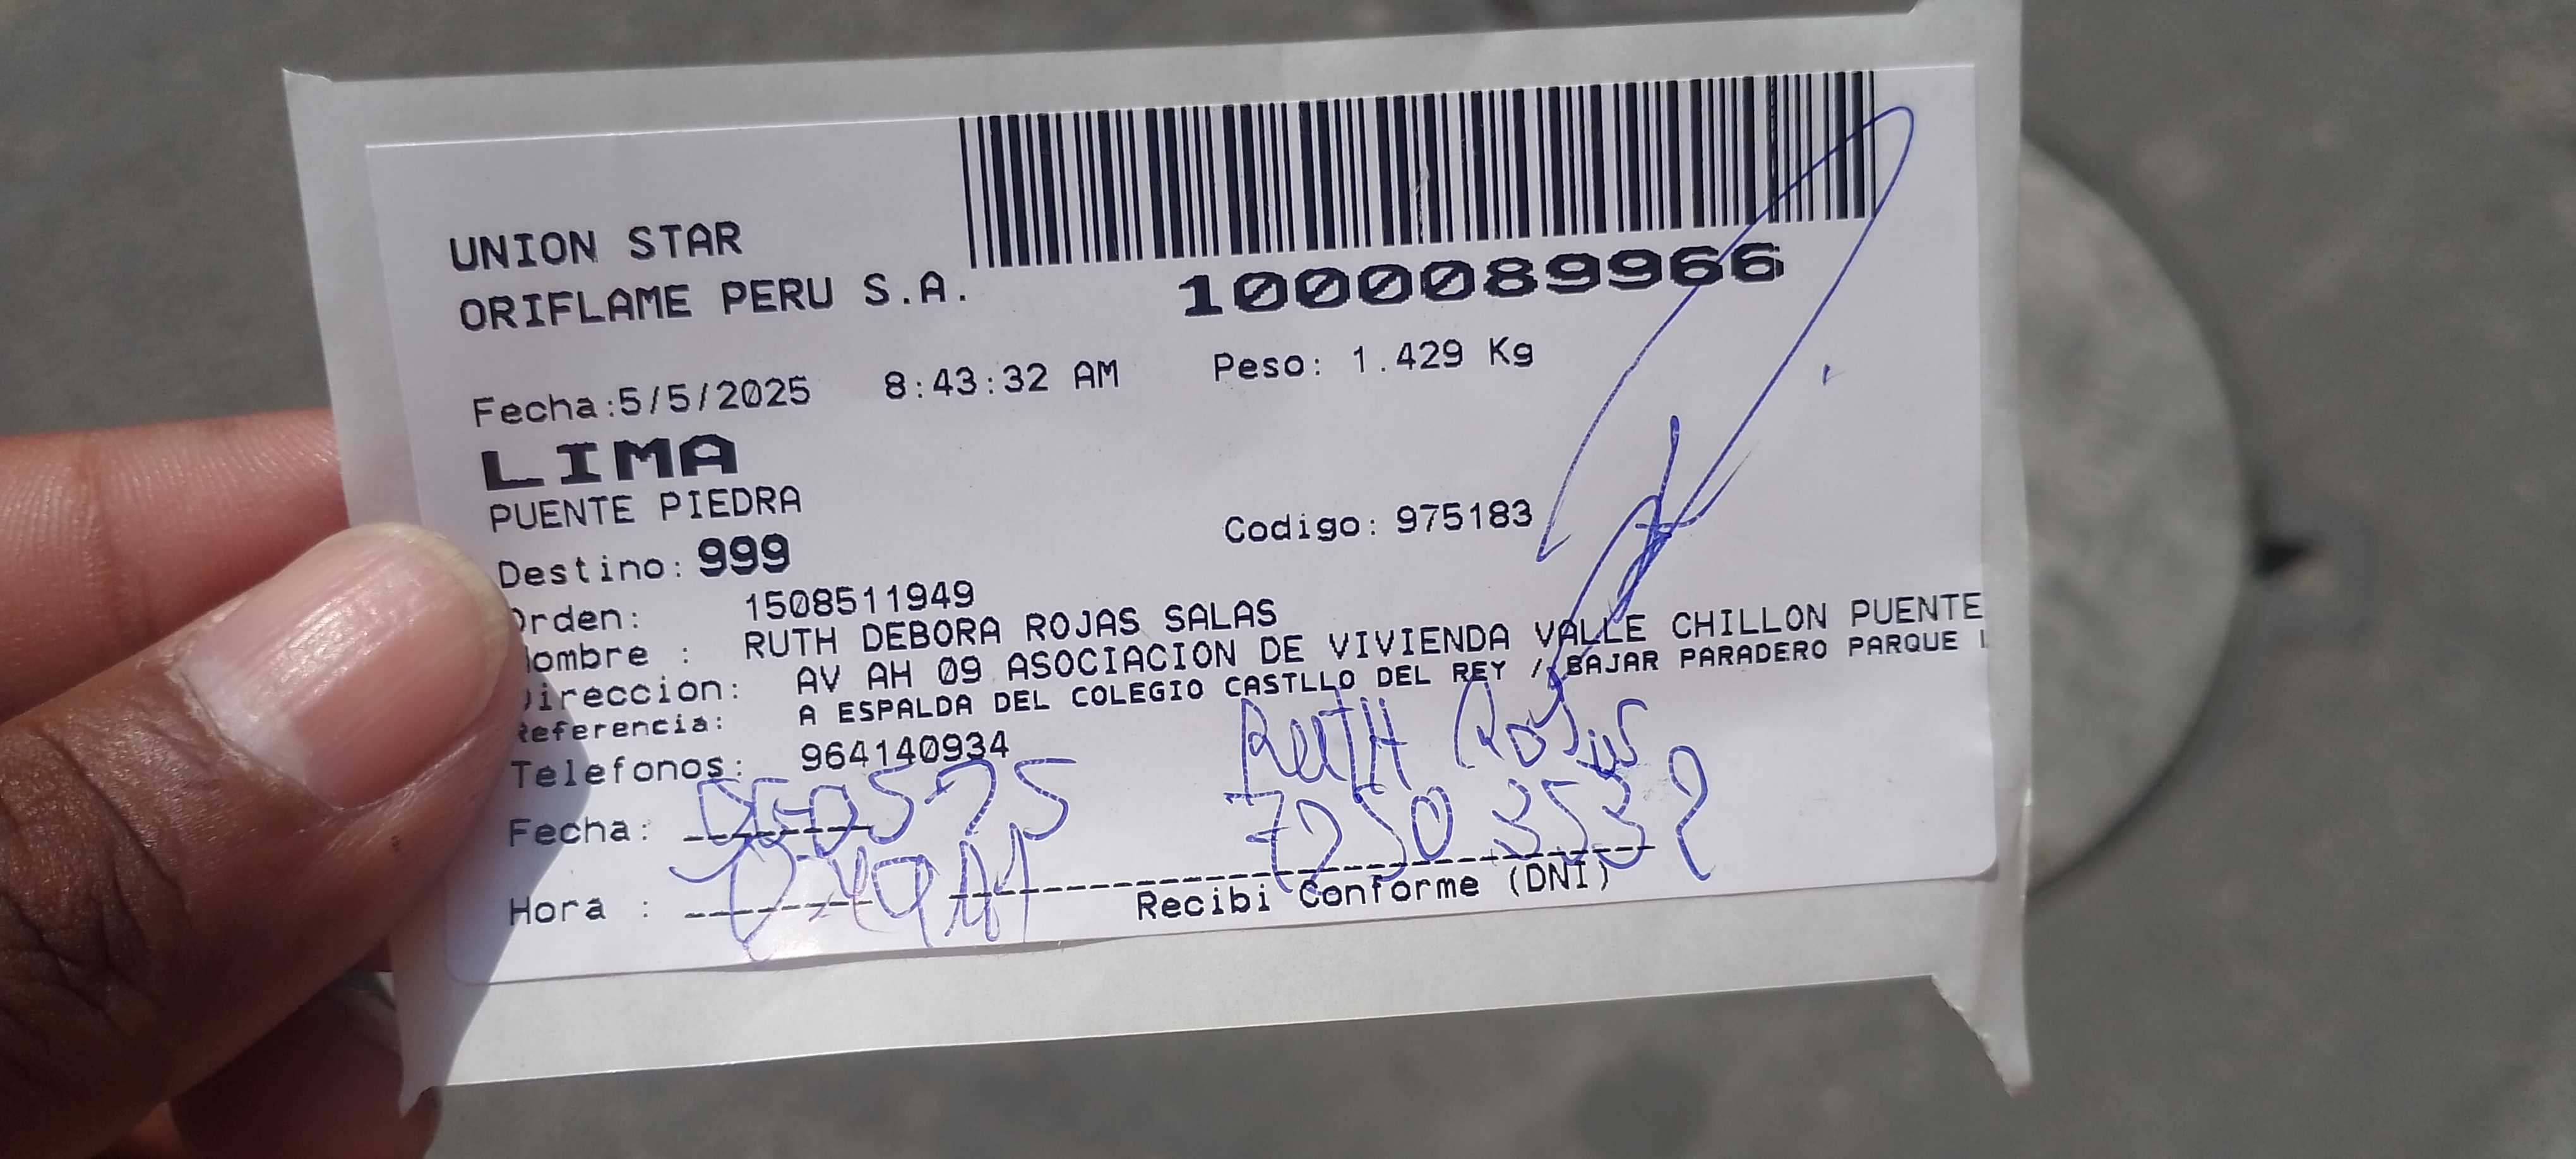 UNION STAR
ORIFLAME PERU S.A.
1000089966
Fecha:5/5/2025 8:43:32 AM Peso: 1.429 Kg
LIMA
PUENTE PIEDRA
Destino: 999 Codigo: 975183
Orden: 1508511949
ombre : RUTH DEBORA ROJAS SALAS
Direccion: AV AH 09 ASOCIACION DE VIVIENDA VALLE CHILLON PUENTE
Referencia: A ESPALDA DEL COLEGIO CASTLLO DEL REY / BAJAR PARADERO PARQUE
Telefonos: 964140934
RUTH Rojas
Fecha:
Hora :
Recibi Conforme (DNI)